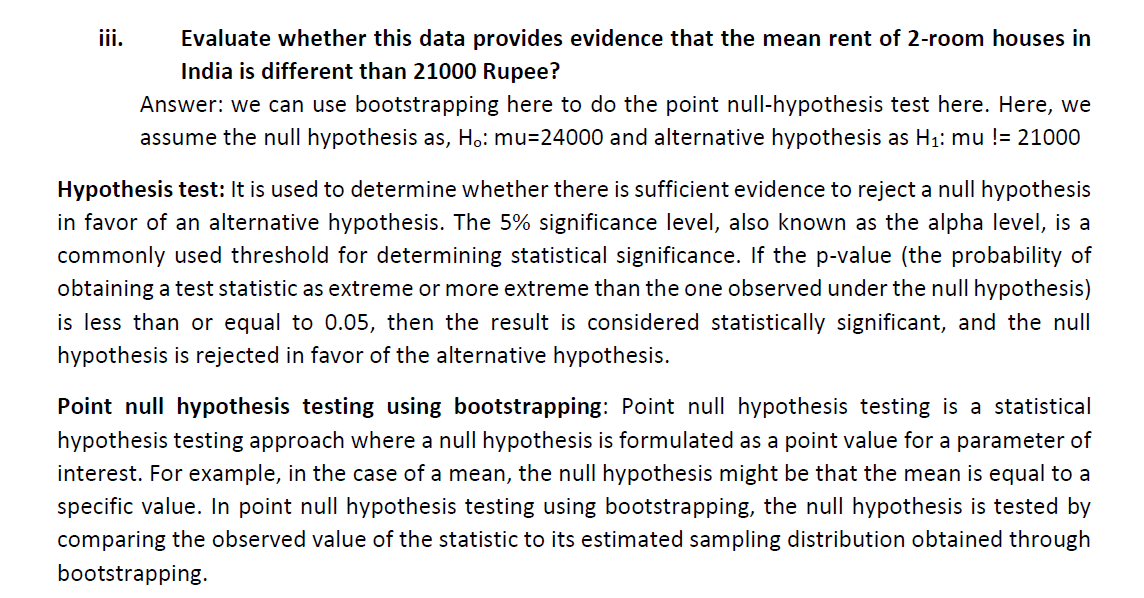 iii. Evaluate whether this data provides evidence that the mean rent of 2-room houses in
India is different than 21000 Rupee?
Answer: we can use bootstrapping here to do the point null-hypothesis test here. Here, we
assume the null hypothesis as, Hₒ: mu=24000 and alternative hypothesis as H₁: mu != 21000
Hypothesis test: It is used to determine whether there is sufficient evidence to reject a null hypothesis
in favor of an alternative hypothesis. The 5% significance level, also known as the alpha level, is a
commonly used threshold for determining statistical significance. If the p-value (the probability of
obtaining a test statistic as extreme or more extreme than the one observed under the null hypothesis)
is less than or equal to 0.05, then the result is considered statistically significant, and the null
hypothesis is rejected in favor of the alternative hypothesis.
Point null hypothesis testing using bootstrapping: Point null hypothesis testing is a statistical
hypothesis testing approach where a null hypothesis is formulated as a point value for a parameter of
interest. For example, in the case of a mean, the null hypothesis might be that the mean is equal to a
specific value. In point null hypothesis testing using bootstrapping, the null hypothesis is tested by
comparing the observed value of the statistic to its estimated sampling distribution obtained through
bootstrapping.